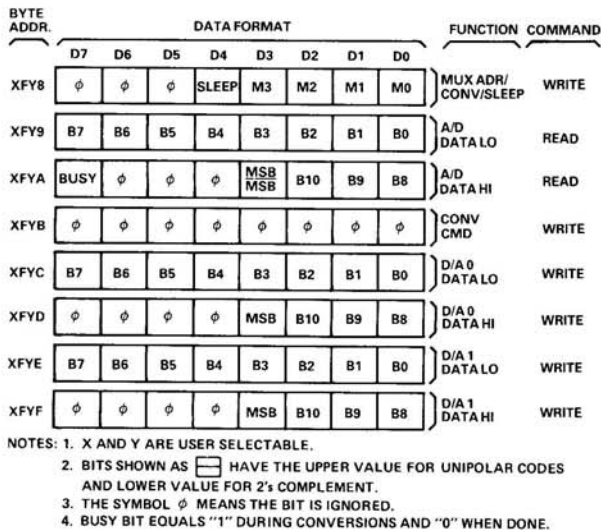 BYTE ADDR. DATA FORMAT FUNCTION COMMAND
D7 D6 D5 D4 D3 D2 D1 D0
XFY8 ϕ ϕ ϕ SLEEP M3 M2 M1 M0 MUX ADR/ CONV/SLEEP WRITE
XFY9 B7 B6 B5 B4 B3 B2 B1 B0 A/D DATA LO READ
XFYA BUSY ϕ ϕ ϕ MSB MSB B10 B9 B8 A/D DATA HI READ
XFYB ϕ ϕ ϕ ϕ ϕ ϕ ϕ ϕ CONV CMD WRITE
XFYC B7 B6 B5 B4 B3 B2 B1 B0 D/A 0 DATA LO WRITE
XFYD ϕ ϕ ϕ ϕ MSB B10 B9 B8 D/A 0 DATA HI WRITE
XFYE B7 B6 B5 B4 B3 B2 B1 B0 D/A 1 DATA LO WRITE
XFYF ϕ ϕ ϕ ϕ MSB B10 B9 B8 D/A 1 DATA HI WRITE
NOTES: 1. X AND Y ARE USER SELECTABLE.
2. BITS SHOWN AS HAVE THE UPPER VALUE FOR UNIPOLAR CODES
AND LOWER VALUE FOR 2's COMPLEMENT.
3. THE SYMBOL ϕ MEANS THE BIT IS IGNORED.
4. BUSY BIT EQUALS "1" DURING CONVERSIONS AND "0" WHEN DONE.